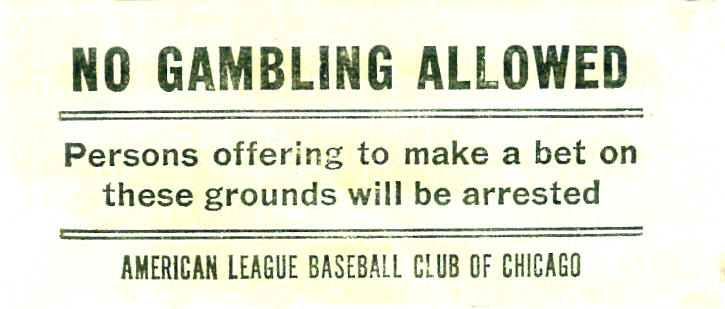 NO GAMBLING ALLOWED
Persons offering to make a bet on
these grounds will be arrested
AMERICAN LEAGUE BASEBALL CLUB OF CHICAGO